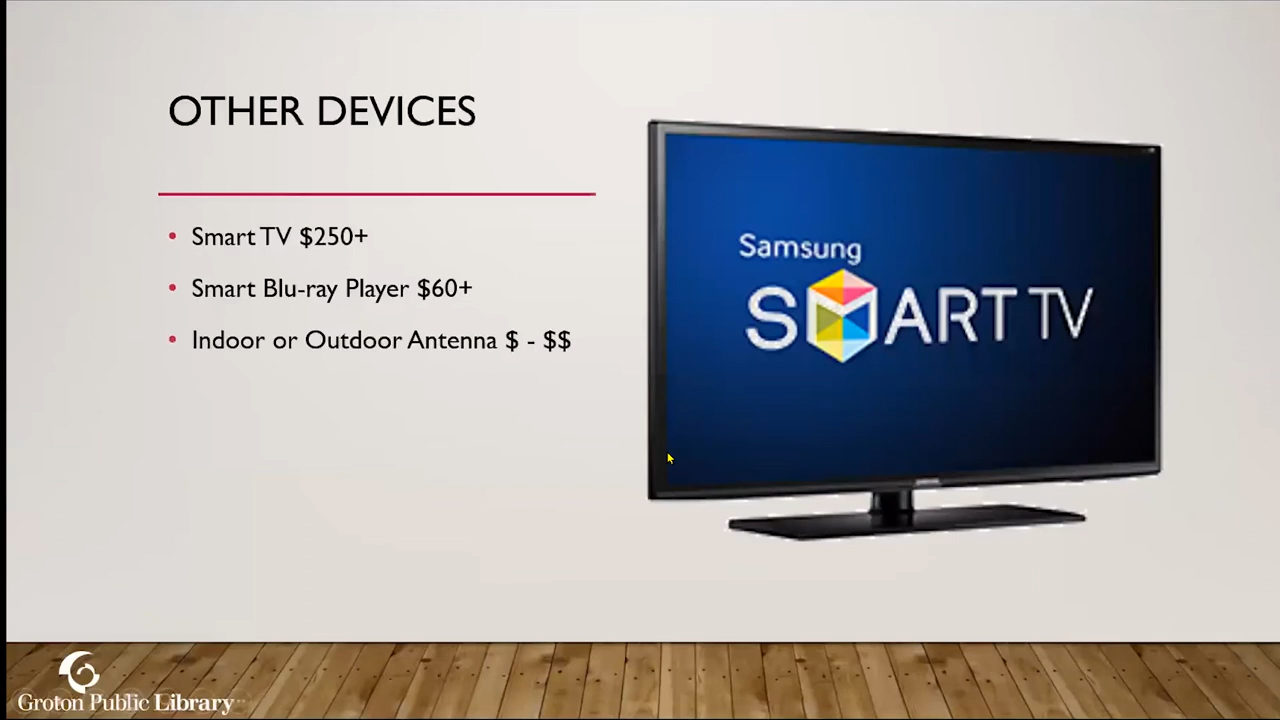 OTHER DEVICES
• Smart TV $250+
• Smart Blu-ray Player $60+
• Indoor or Outdoor Antenna $ - $$
Samsung
SMART TV
Groton Public Library